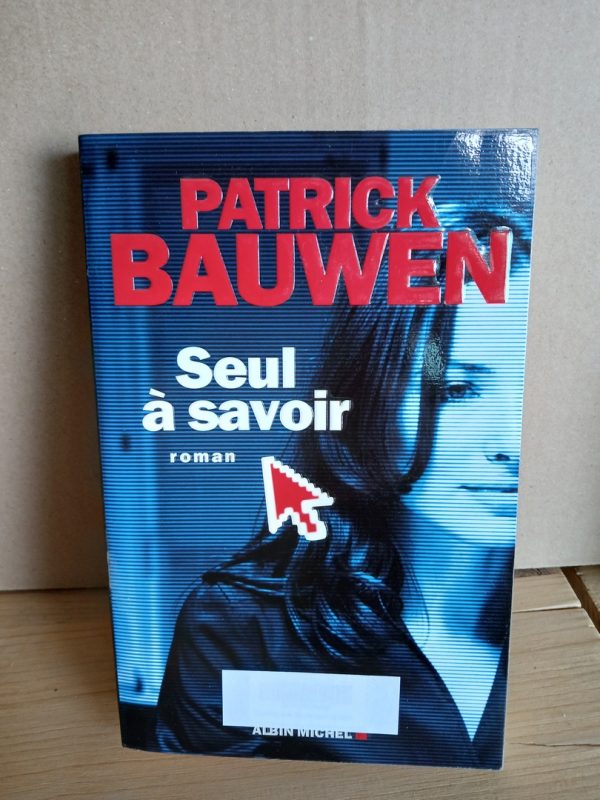 PATRICK
BAUWEN
Seul
à savoir
roman
ALBIN MICHEL